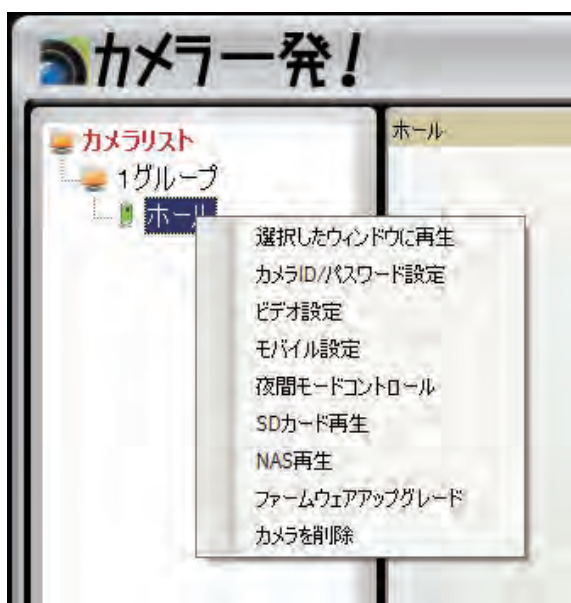 カメラ一発!
カメラリスト
ホール
1グループ
ホール
選択したウィンドウに再生
カメラID/パスワード設定
ビデオ設定
モバイル設定
夜間モードコントロール
SDカード再生
NAS再生
ファームウェアアップグレード
カメラを削除